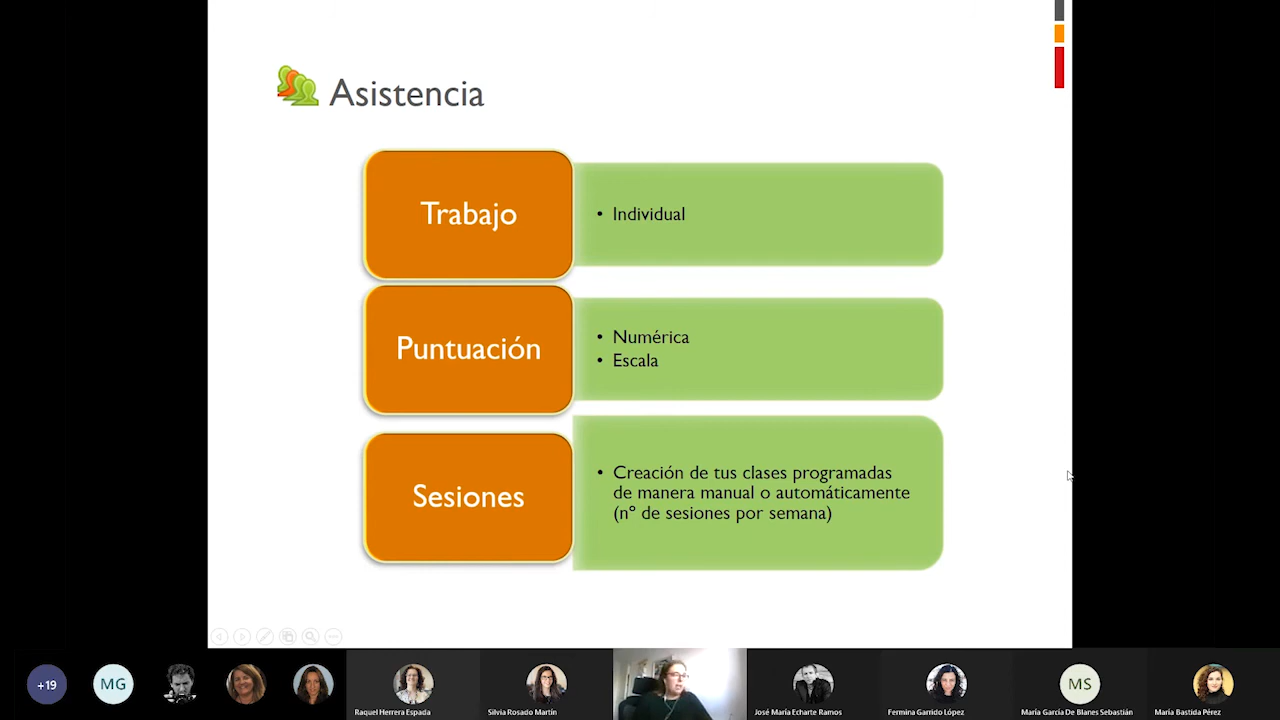 Asistencia
Trabajo
• Individual
Puntuación
• Numérica
• Escala
Sesiones
• Creación de tus clases programadas
de manera manual o automáticamente
(nº de sesiones por semana)
+19
MG
Raquel Herrera Espada
Silvia Rosado Martín
José María Echarte Ramos
Fermina Garrido López
MS
María García De Blanes Sebastián
María Bastida Pérez